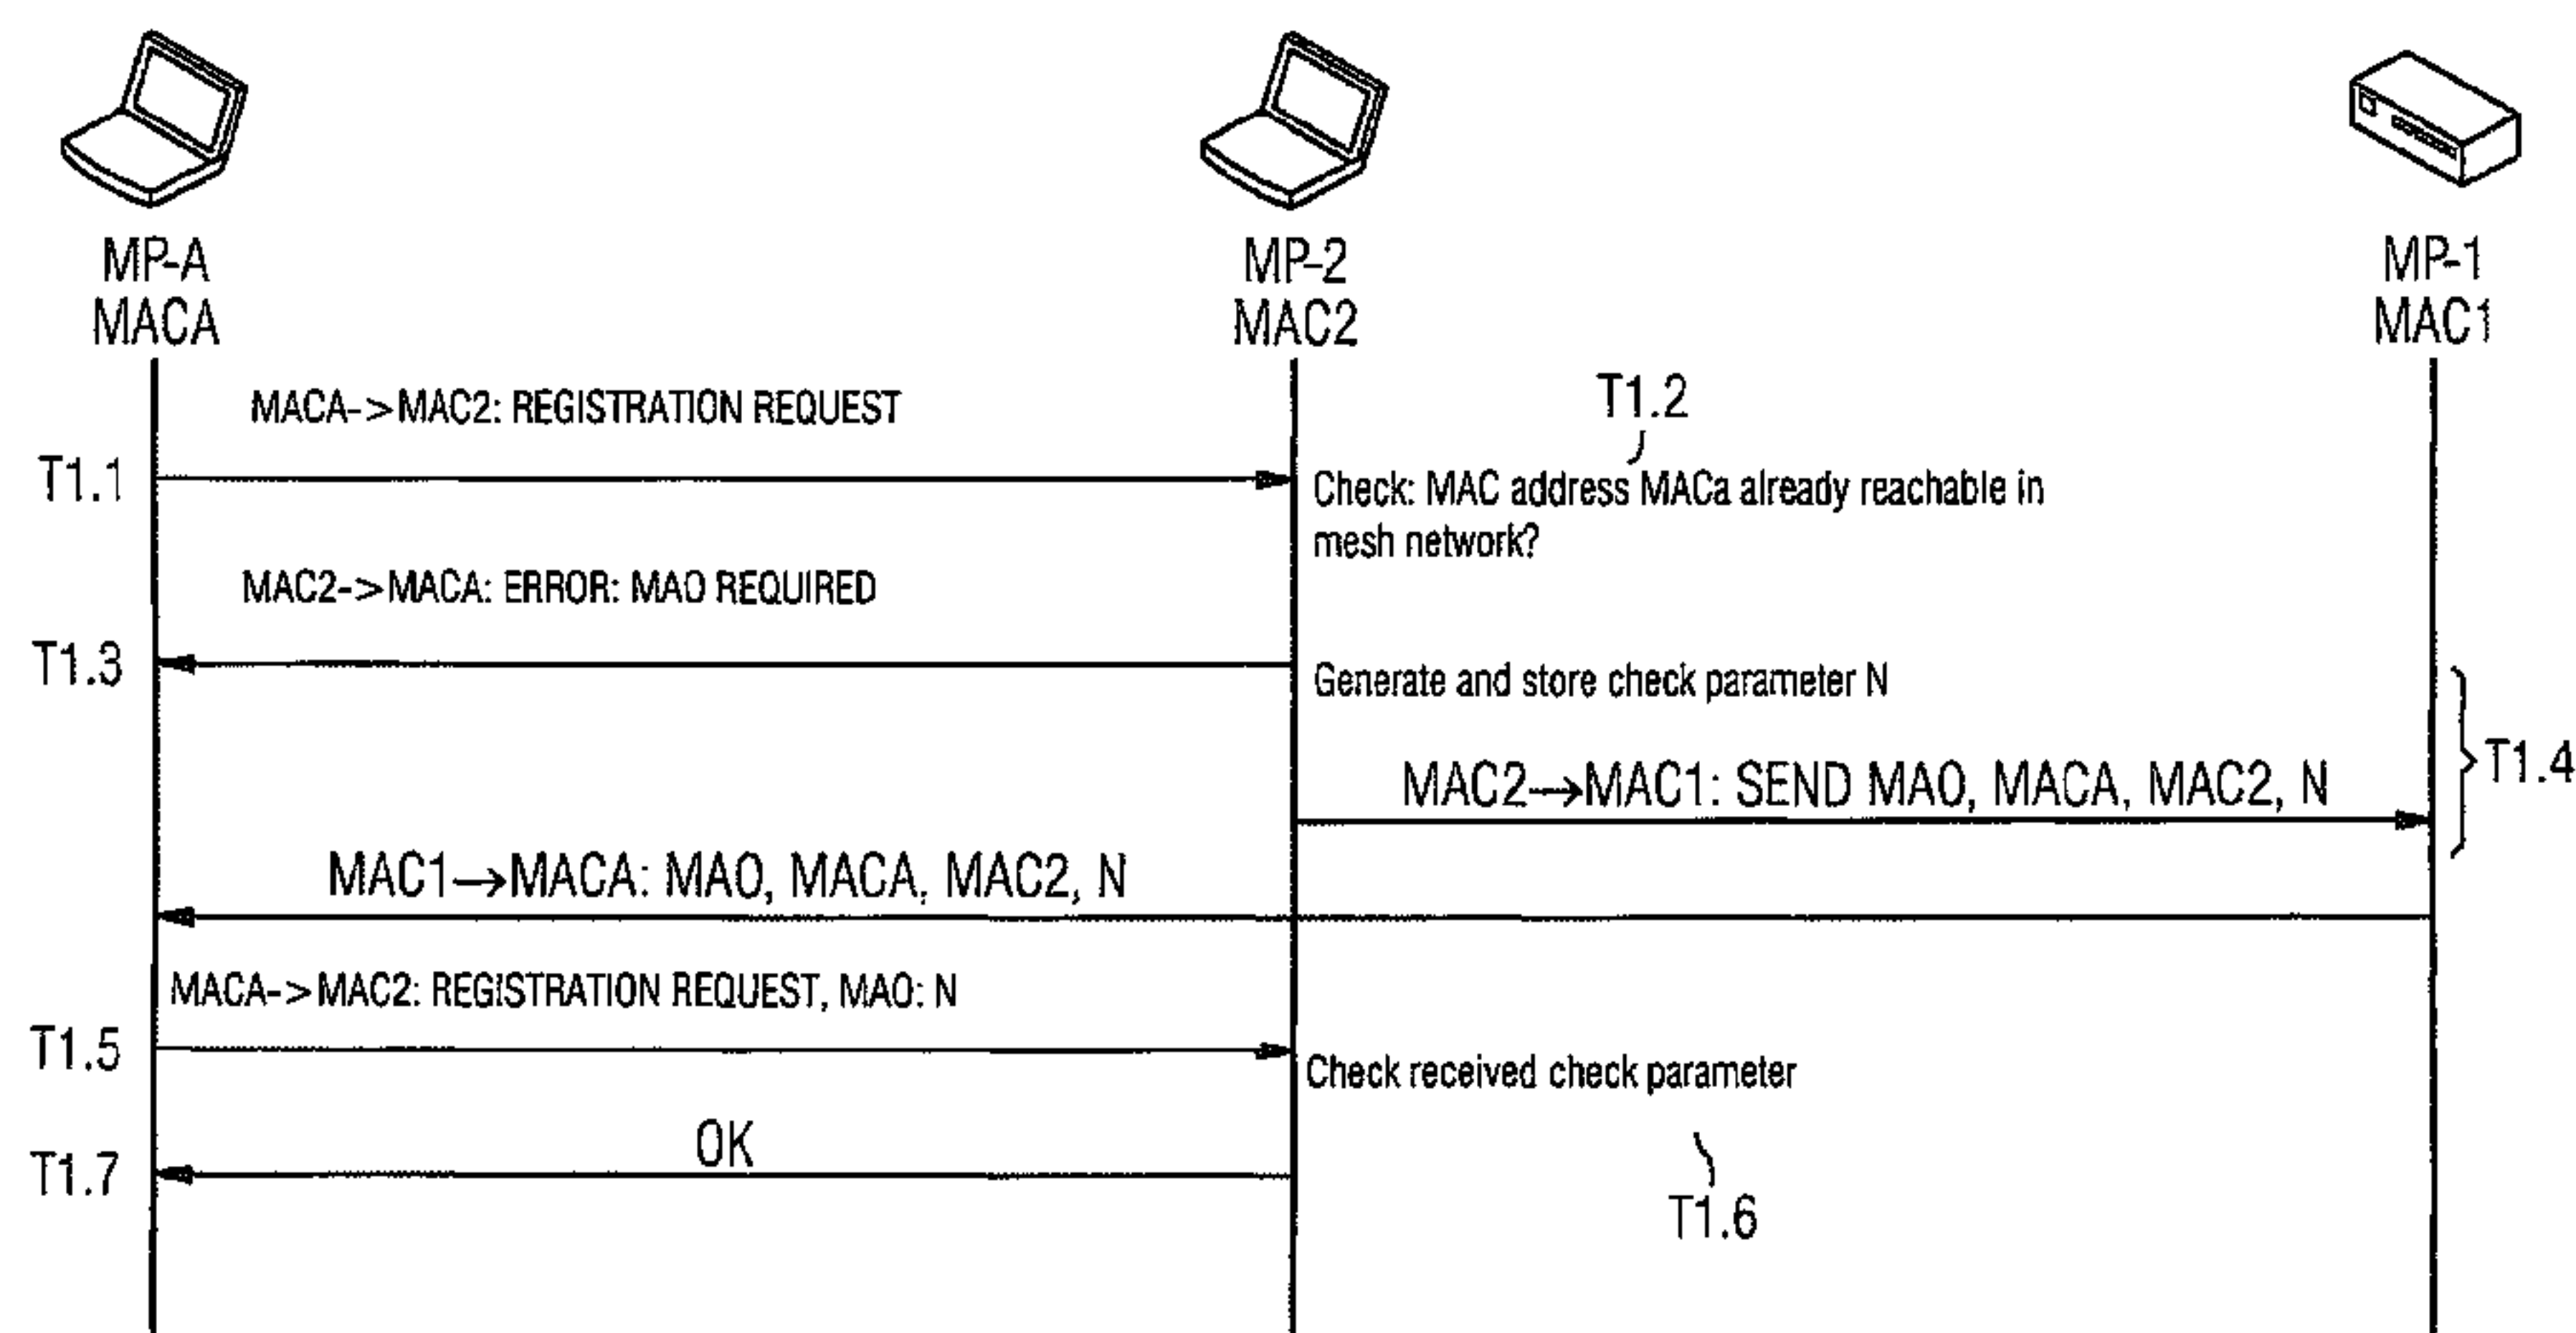 MP-A
MACA
MP-2
MAC2
MP-1
MAC1
MACA->MAC2: REGISTRATION REQUEST
T1.2
T1.1
Check: MAC address MACa already reachable in
mesh network?
MAC2->MACA: ERROR: MAO REQUIRED
T1.3
Generate and store check parameter N
MAC2→MAC1: SEND MAO, MACA, MAC2, N
T1.4
MAC1→MACA: MAO, MACA, MAC2, N
MACA->MAC2: REGISTRATION REQUEST, MAO: N
T1.5
Check received check parameter
OK
T1.7
T1.6